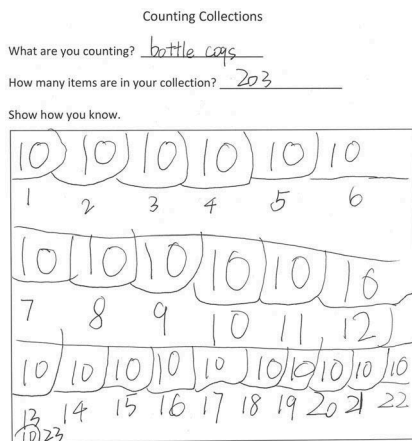 Counting Collections
What are you counting? bottle caps
How many items are in your collection? 203
Show how you know.
10 10 10 10 10 10
1 2 3 4 5 6
10 10 10 10 10 10
7 8 9 10 11 12
10 10 10 10 10 10 10 10 10 10
13 14 15 16 17 18 19 20 21 22
10 23